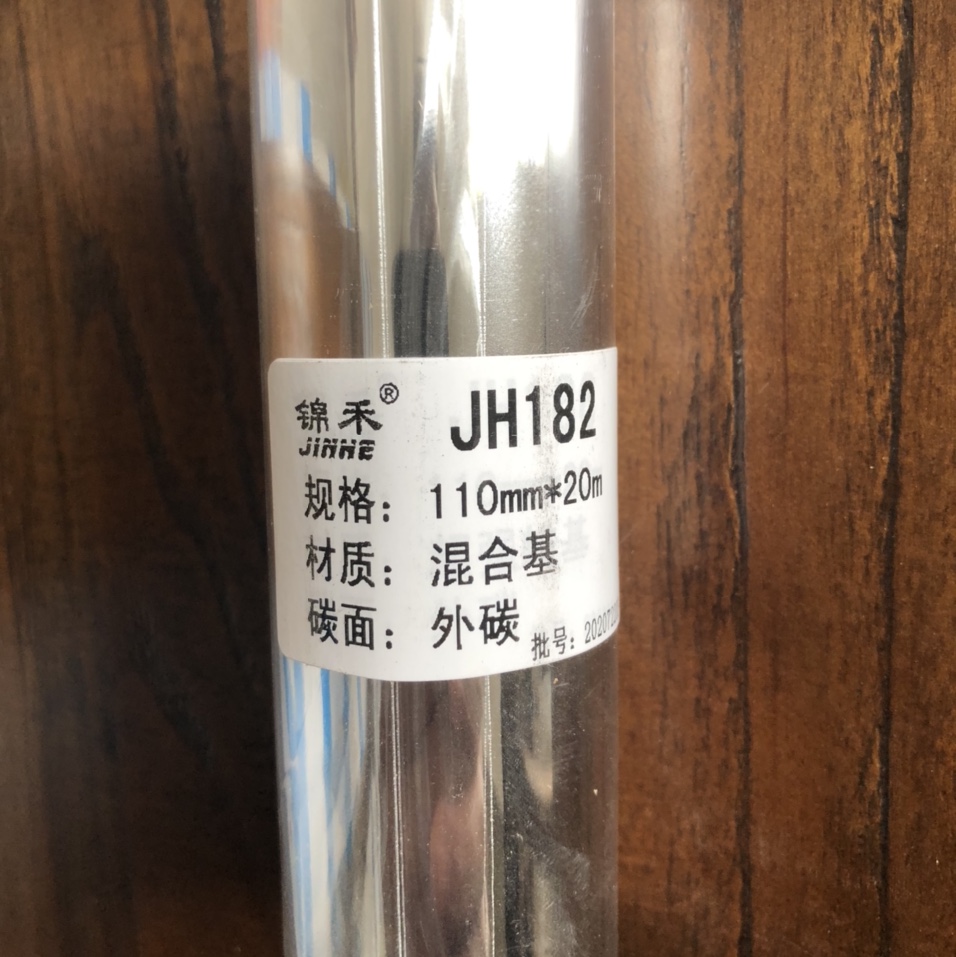 锦禾® JH182
JINHE
规格: 110mm*20m
材质: 混合基
碳面: 外碳
批号: